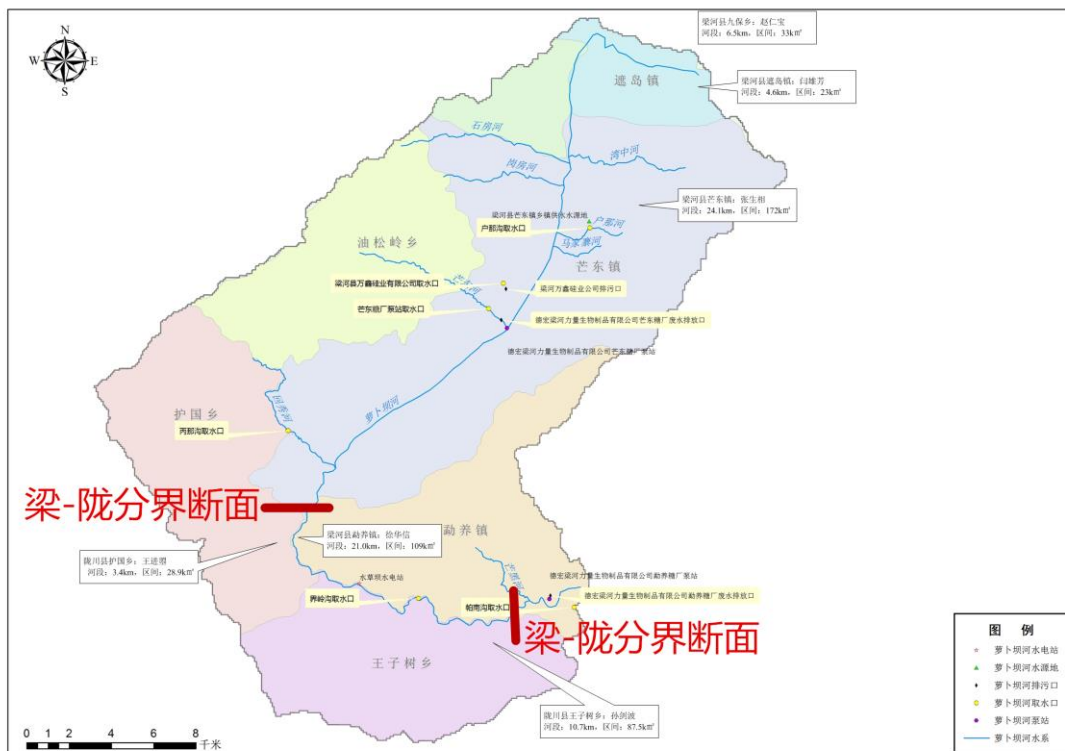 N
W
E
S
梁河县九保乡：赵仁宝
河段：6.5km，区间：33k㎡
遮岛镇
梁河县遮岛镇：闫雄芳
河段：4.6km，区间：23k㎡
石房河
岗房河
湾中河
梁河县芒东镇：张生相
河段：24.1km，区间：172k㎡
梁河县芒东镇乡镇供水水源地
户那河
户那沟取水口
马家寨河
油松岭乡
芒东镇
芒东河
梁河县万鑫硅业有限公司取水口
梁河万鑫硅业公司排污口
芒东糖厂泵站取水口
德宏梁河力量生物制品有限公司芒东糖厂废水排放口
德宏梁河力量生物制品有限公司芒东糖厂泵站
护国乡
萝卜坝河
丙那沟取水口
梁-陇分界断面
勐养镇
梁河县勐养镇：徐华信
河段：21.0km，区间：109k㎡
陇川县护国乡：王进恩
河段：3.4km，区间：28.9k㎡
水草坝水电站
德宏梁河力量生物制品有限公司勐养糖厂泵站
界岭沟取水口
德宏梁河力量生物制品有限公司勐养糖厂废水排放口
帕南沟取水口
梁-陇分界断面
王子树乡
陇川县王子树乡：孙剑波
河段：10.7km，区间：87.5k㎡
图 例
萝卜坝河水电站
萝卜坝河水源地
萝卜坝河排污口
萝卜坝河取水口
萝卜坝河泵站
萝卜坝河水系
0 1 2 4 6 8
千米